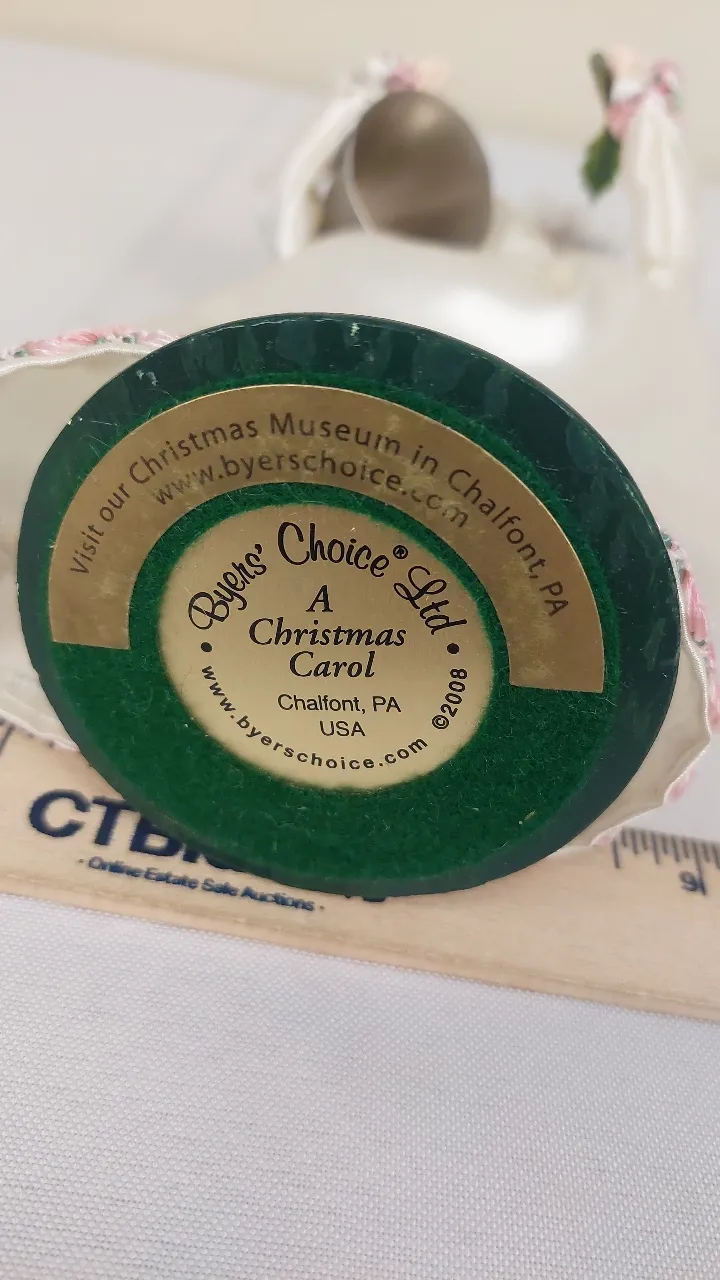 Visit our Christmas Museum in Chalfont, PA
www.byerschoice.com
Byers' Choice® Ltd
A
Christmas
Carol
Chalfont, PA
USA
• www.byerschoice.com ©2008 •
- Online Estate Sale Auctions -